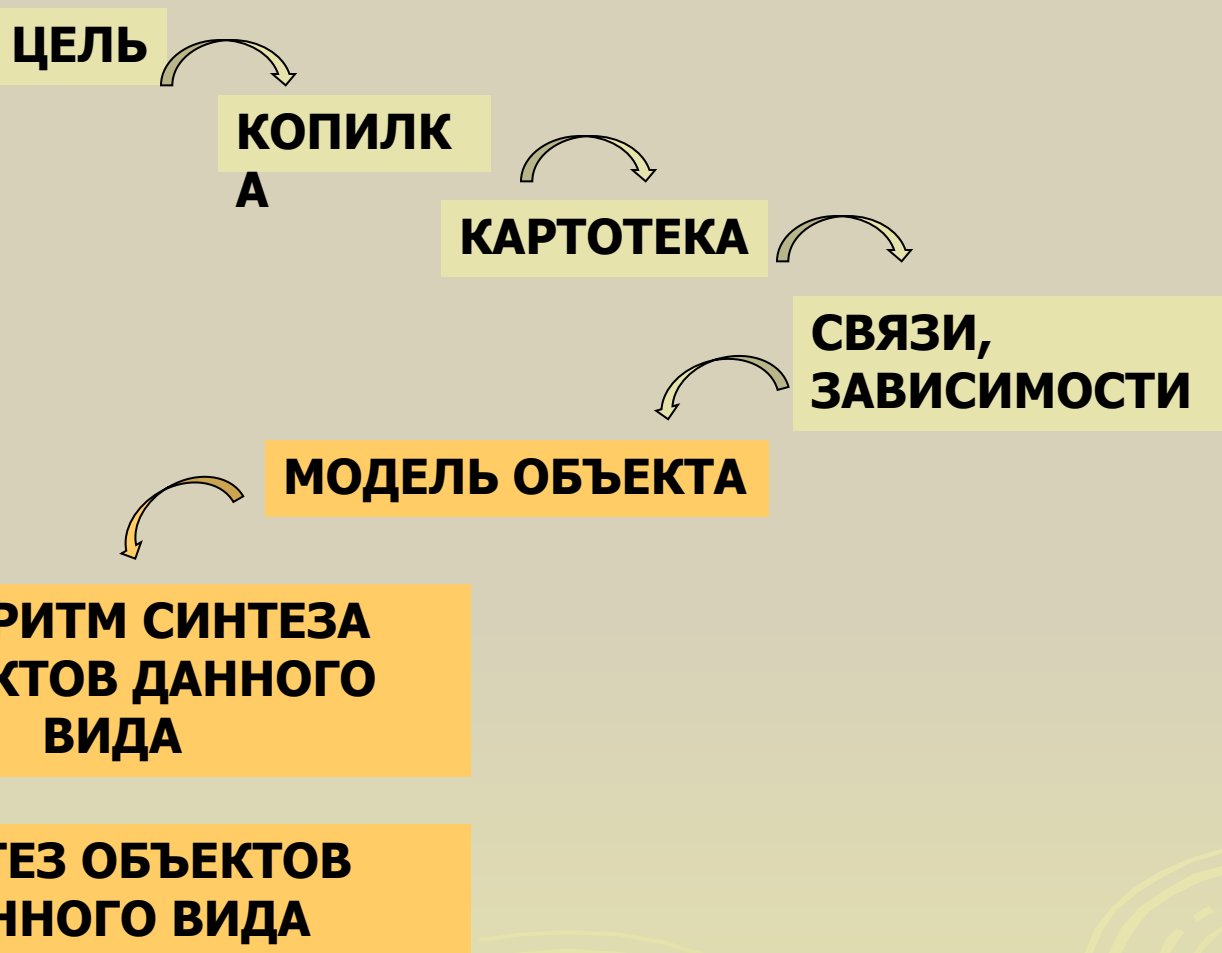 ЦЕЛЬ
КОПИЛК
А
КАРТОТЕКА
СВЯЗИ,
ЗАВИСИМОСТИ
МОДЕЛЬ ОБЪЕКТА
РИТМ СИНТЕЗА
КТОВ ДАННОГО
ВИДА
ТЕЗ ОБЪЕКТОВ
ННОГО ВИДА